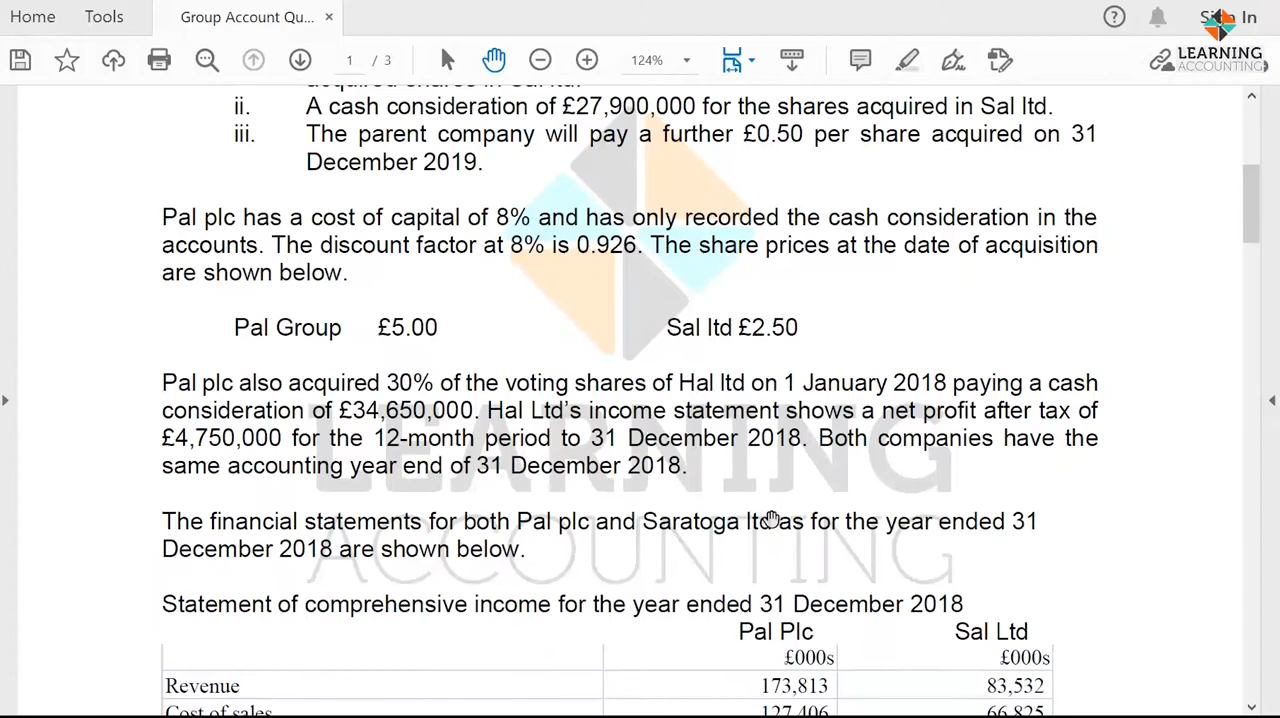 Home Tools Group Account Qu... × ? Sign In
1 / 3 124% LEARNING ACCOUNTING
ii. A cash consideration of £27,900,000 for the shares acquired in Sal ltd.
iii. The parent company will pay a further £0.50 per share acquired on 31
December 2019.
Pal plc has a cost of capital of 8% and has only recorded the cash consideration in the
accounts. The discount factor at 8% is 0.926. The share prices at the date of acquisition
are shown below.
Pal Group £5.00 Sal ltd £2.50
Pal plc also acquired 30% of the voting shares of Hal ltd on 1 January 2018 paying a cash
consideration of £34,650,000. Hal Ltd's income statement shows a net profit after tax of
£4,750,000 for the 12-month period to 31 December 2018. Both companies have the
same accounting year end of 31 December 2018.
LEARNING
The financial statements for both Pal plc and Saratoga ltd as for the year ended 31
December 2018 are shown below.
ACCOUNTING
Statement of comprehensive income for the year ended 31 December 2018
Pal Plc Sal Ltd
£000s £000s
Revenue 173,813 83,532
Cost of sales 127,406 66,825